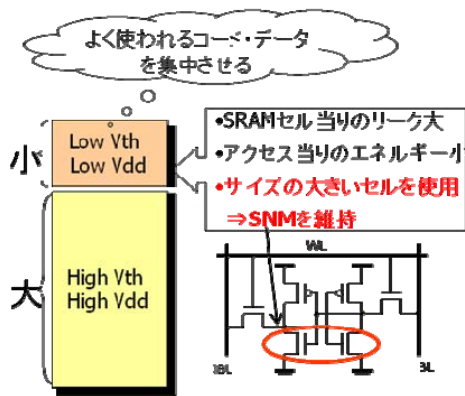 よく使われるコード・データ
を集中させる
小
Low Vth
Low Vdd
•SRAMセル当りのリーク大
•アクセス当りのエネルギー小
•サイズの大きいセルを使用
⇒SNMを維持
大
High Vth
High Vdd
WL
BL
BL